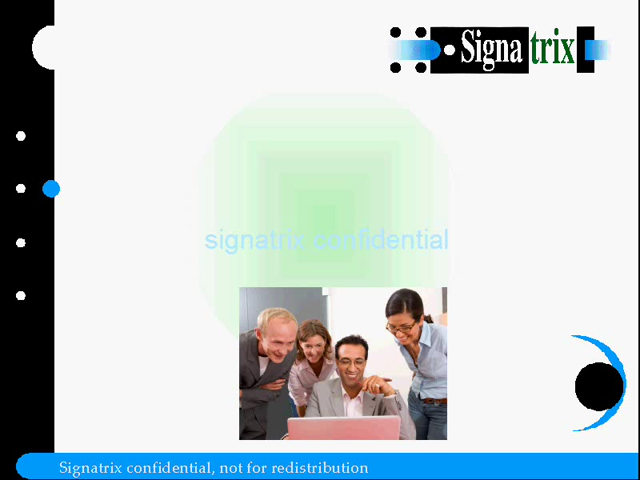 Signatrix
signatrix confidential
Signatrix confidential, not for redistribution